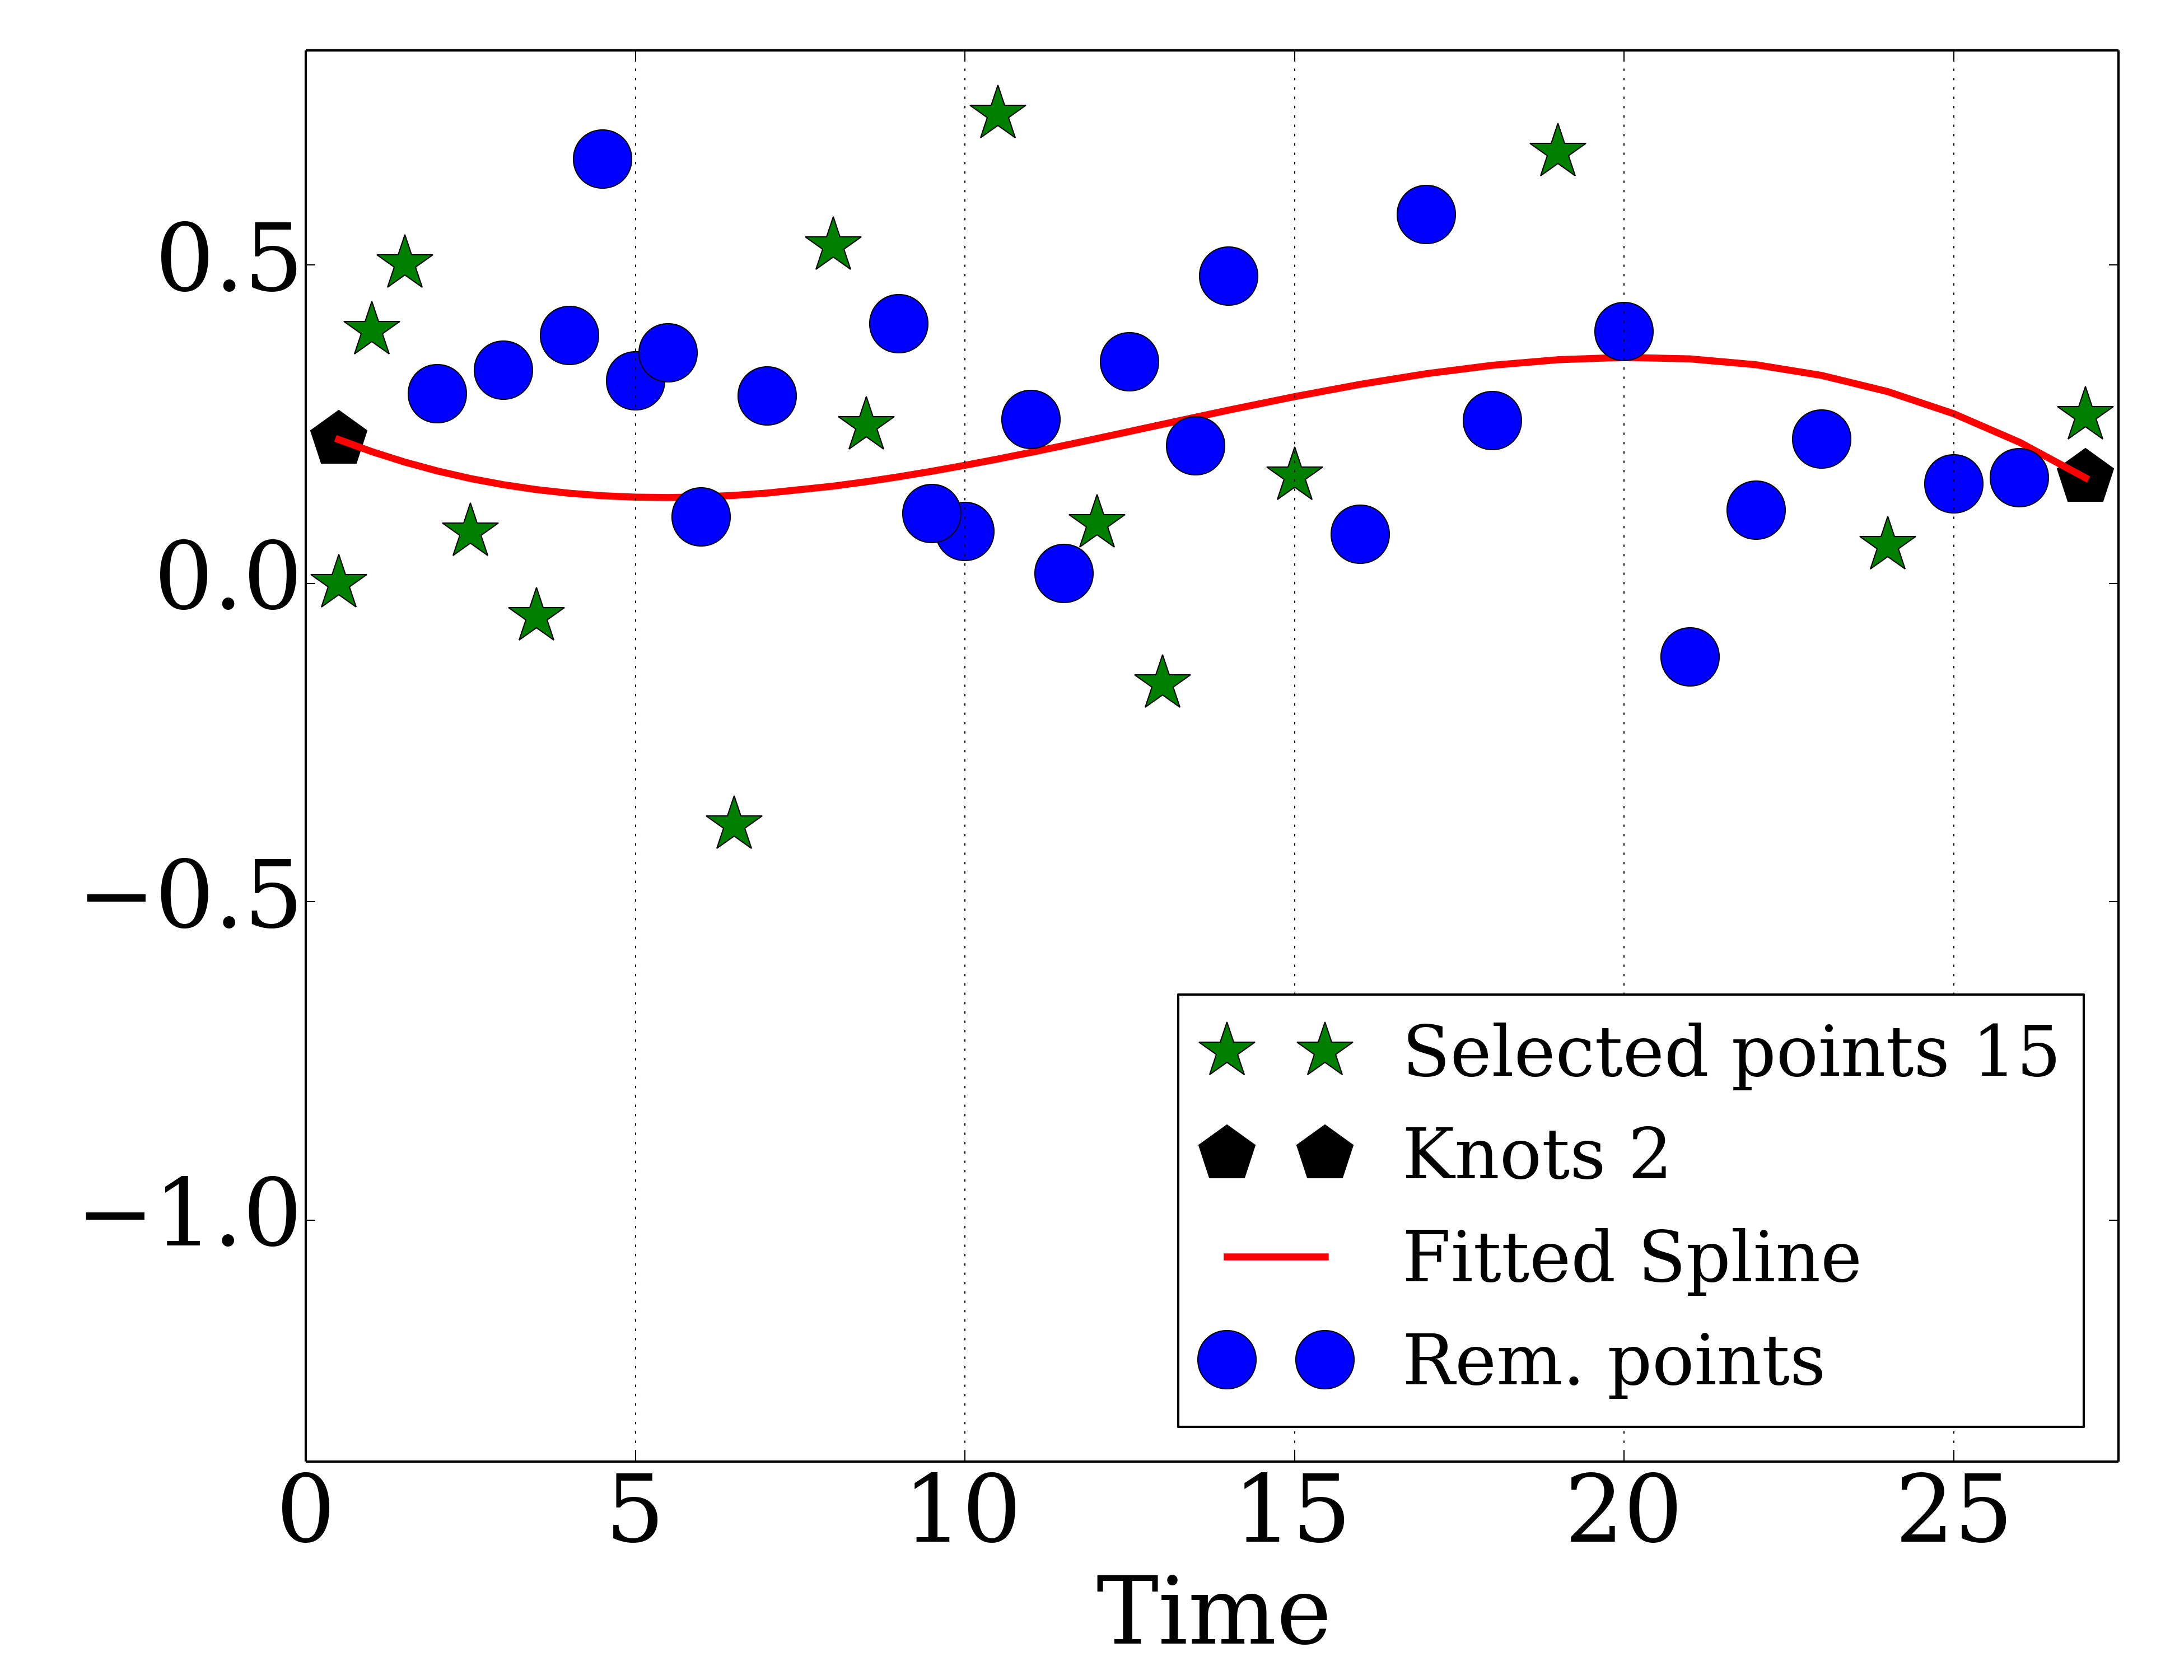 0.5
0.0
−0.5
−1.0
Selected points 15
Knots 2
Fitted Spline
Rem. points
0 5 10 15 20 25
Time